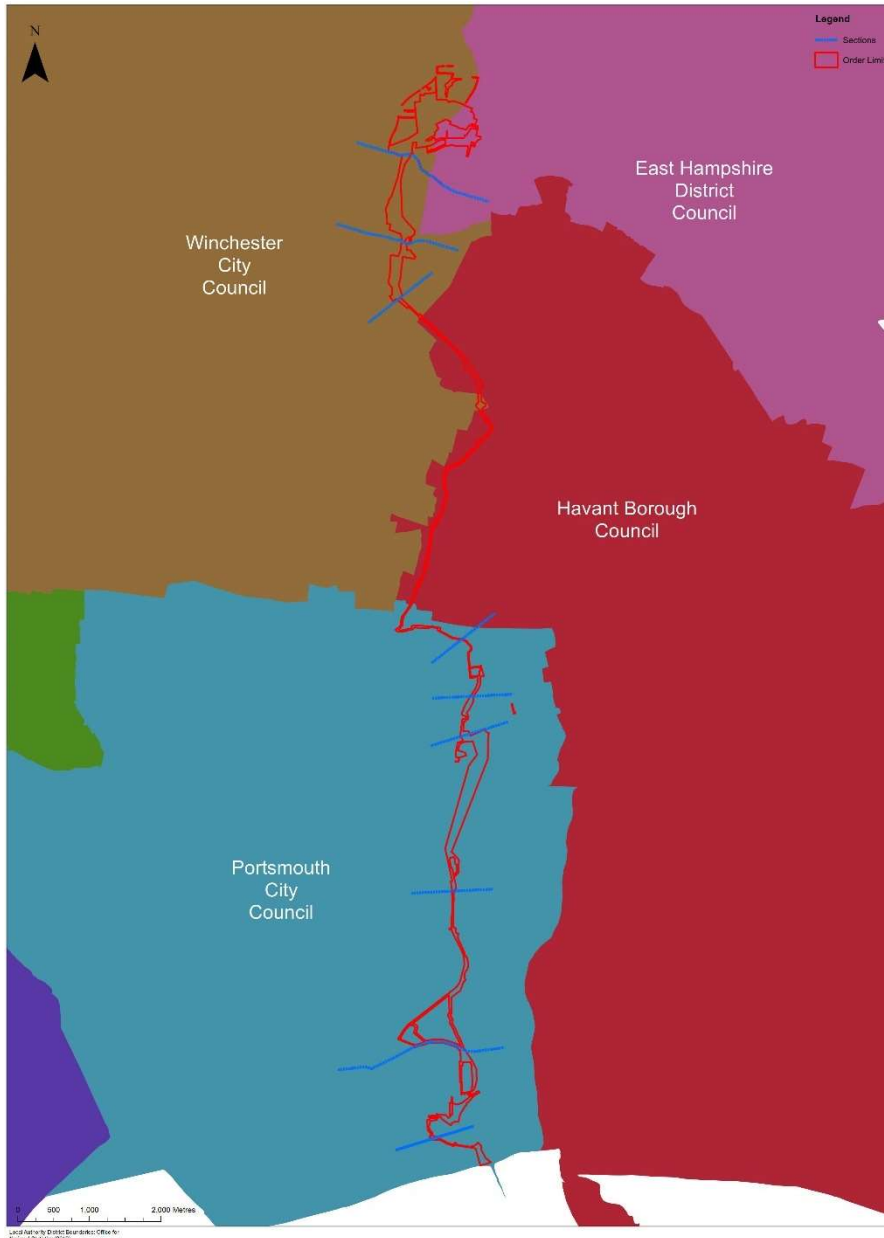 N
Legend
Sections
Order Limi
East Hampshire
District
Council
Winchester
City
Council
Havant Borough
Council
Portsmouth
City
Council
0 500 1,000 2,000 Metres
Local Authority District Boundaries: Office for